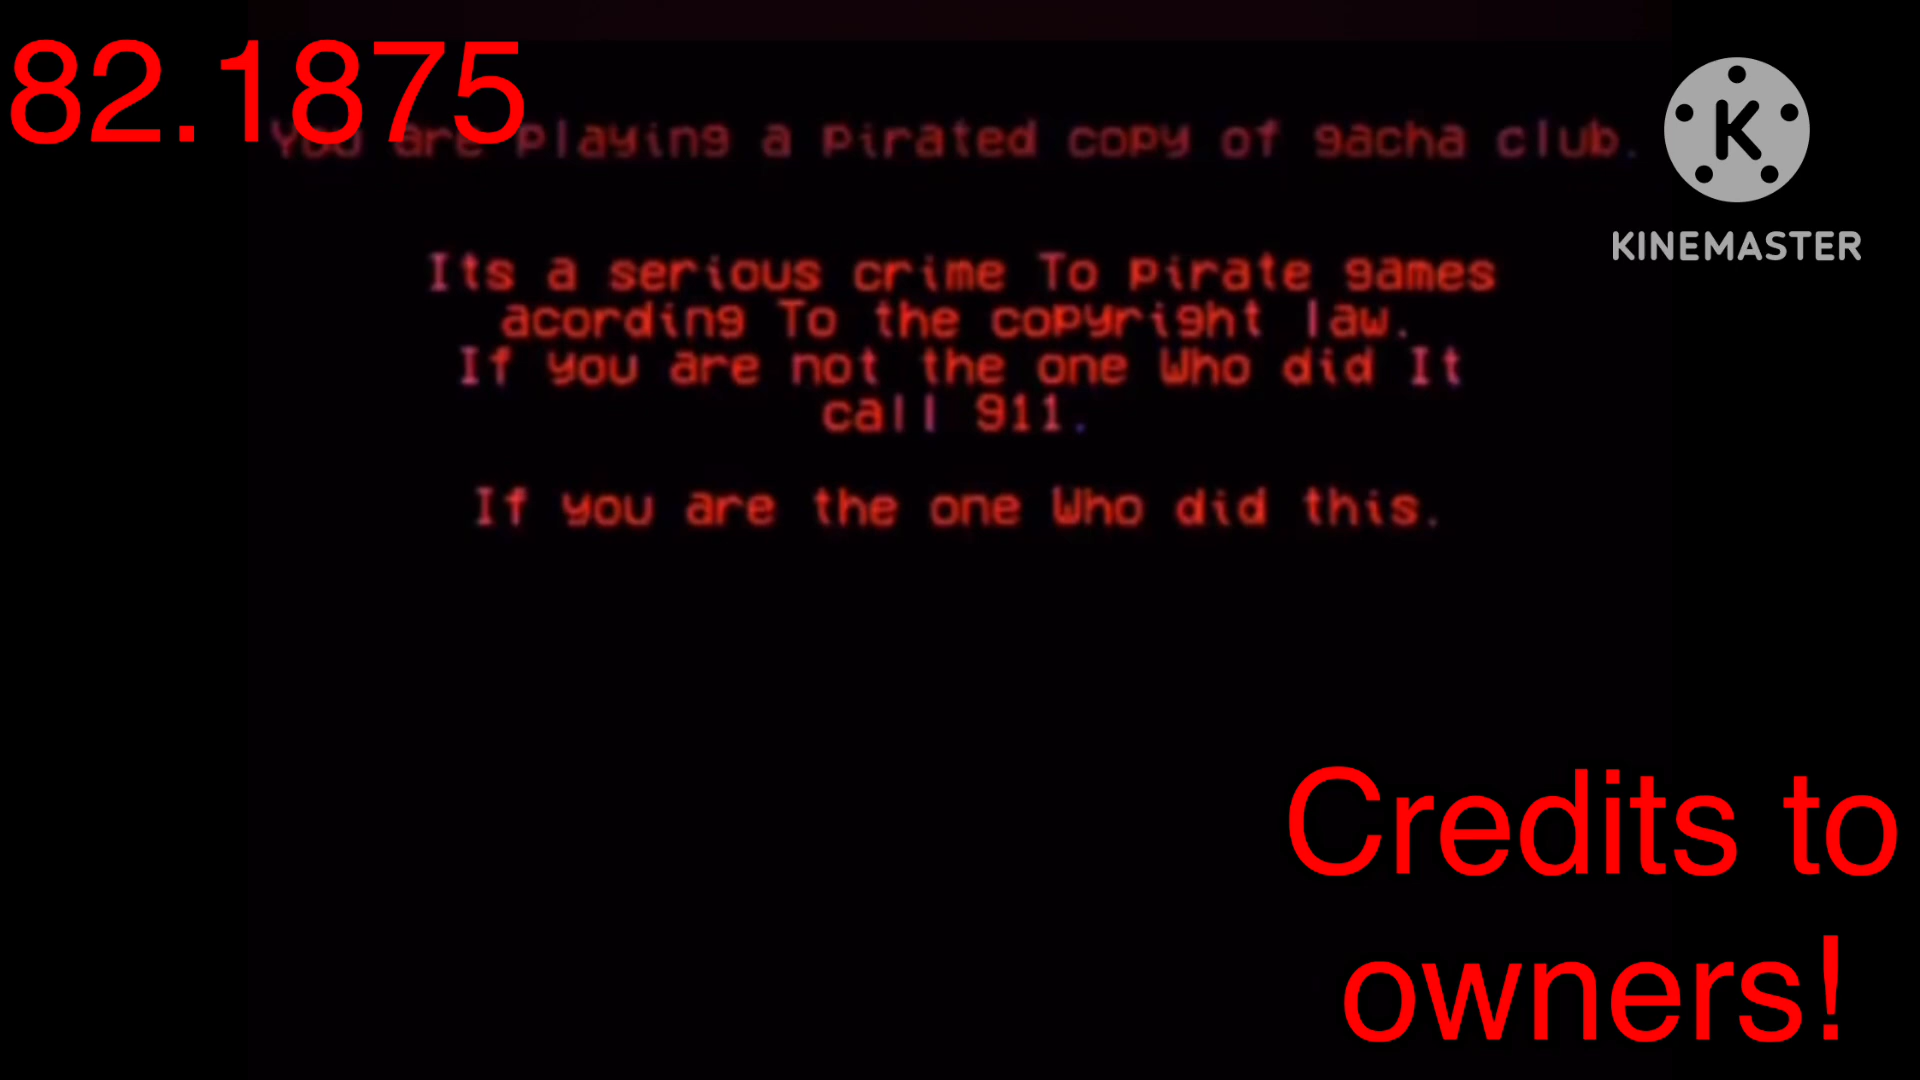 82.1875
You are playing a pirated copy of gacha club.
KINEMASTER
Its a serious crime To pirate games
acording To the copyright law.
If you are not the one Who did It
call 911.
If you are the one Who did this.
Credits to
owners!